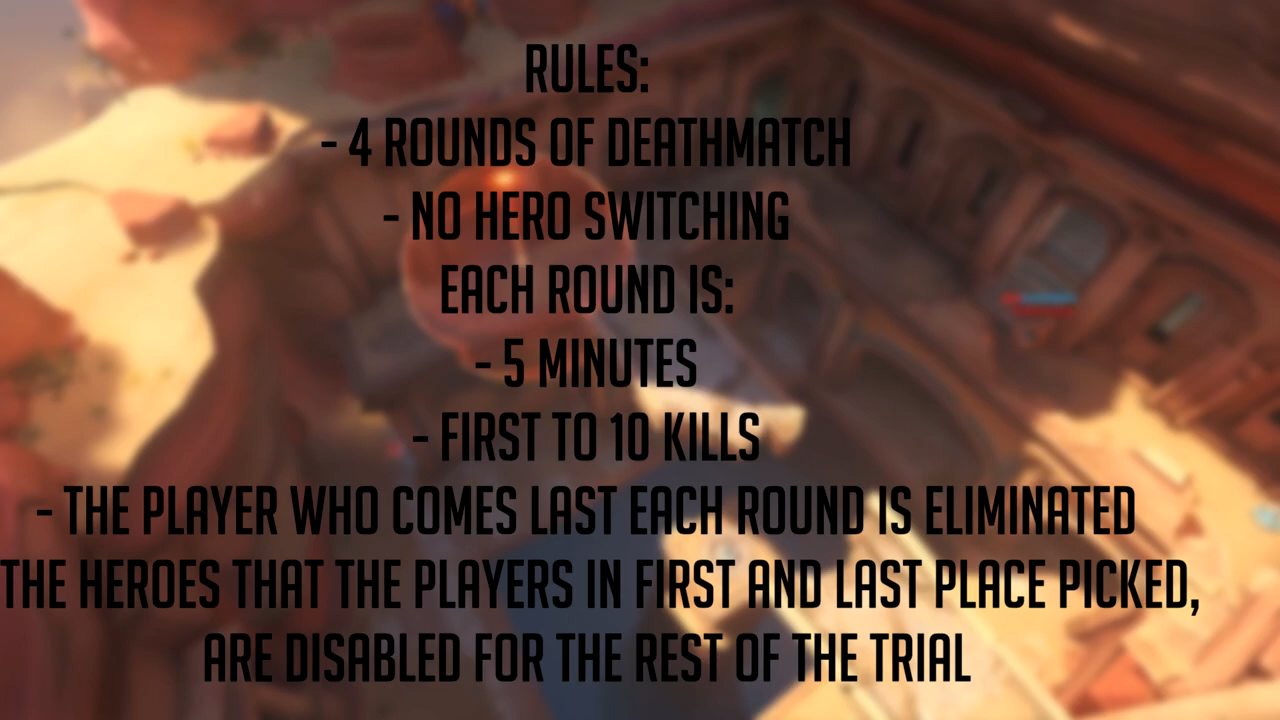 RULES:
- 4 ROUNDS OF DEATHMATCH
- NO HERO SWITCHING
EACH ROUND IS:
- 5 MINUTES
- FIRST TO 10 KILLS
- THE PLAYER WHO COMES LAST EACH ROUND IS ELIMINATED
THE HEROES THAT THE PLAYERS IN FIRST AND LAST PLACE PICKED,
ARE DISABLED FOR THE REST OF THE TRIAL